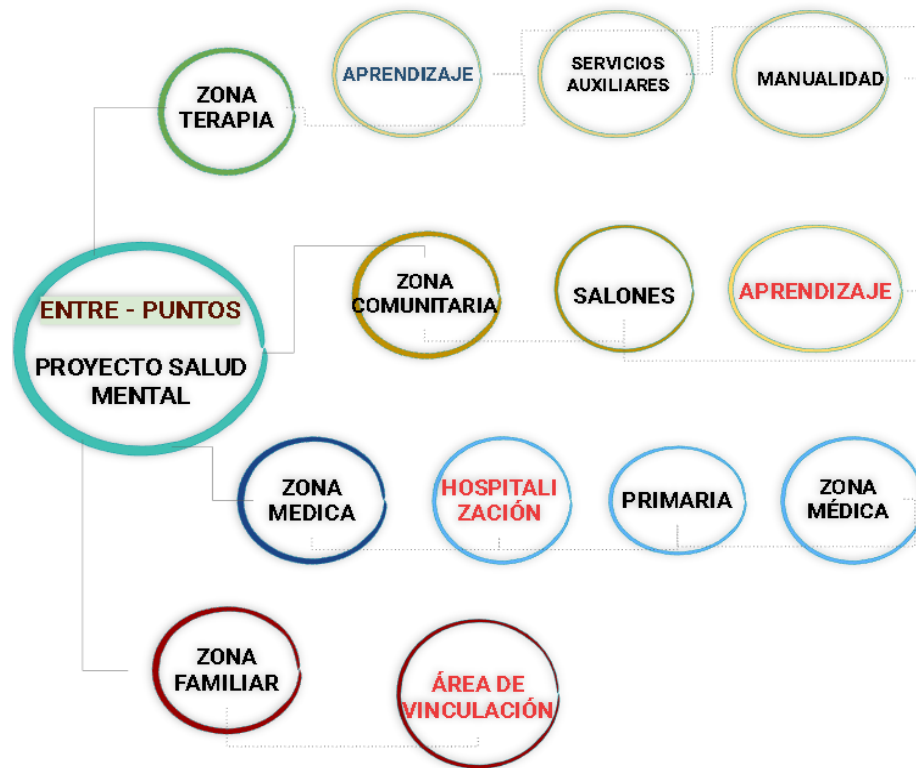 ZONA
TERAPIA
APRENDIZAJE
SERVICIOS
AUXILIARES
MANUALIDAD
ENTRE - PUNTOS
PROYECTO SALUD
MENTAL
ZONA
COMUNITARIA
SALONES
APRENDIZAJE
ZONA
MEDICA
HOSPITALI
ZACIÓN
PRIMARIA
ZONA
MÉDICA
ZONA
FAMILIAR
ÁREA DE
VINCULACIÓN